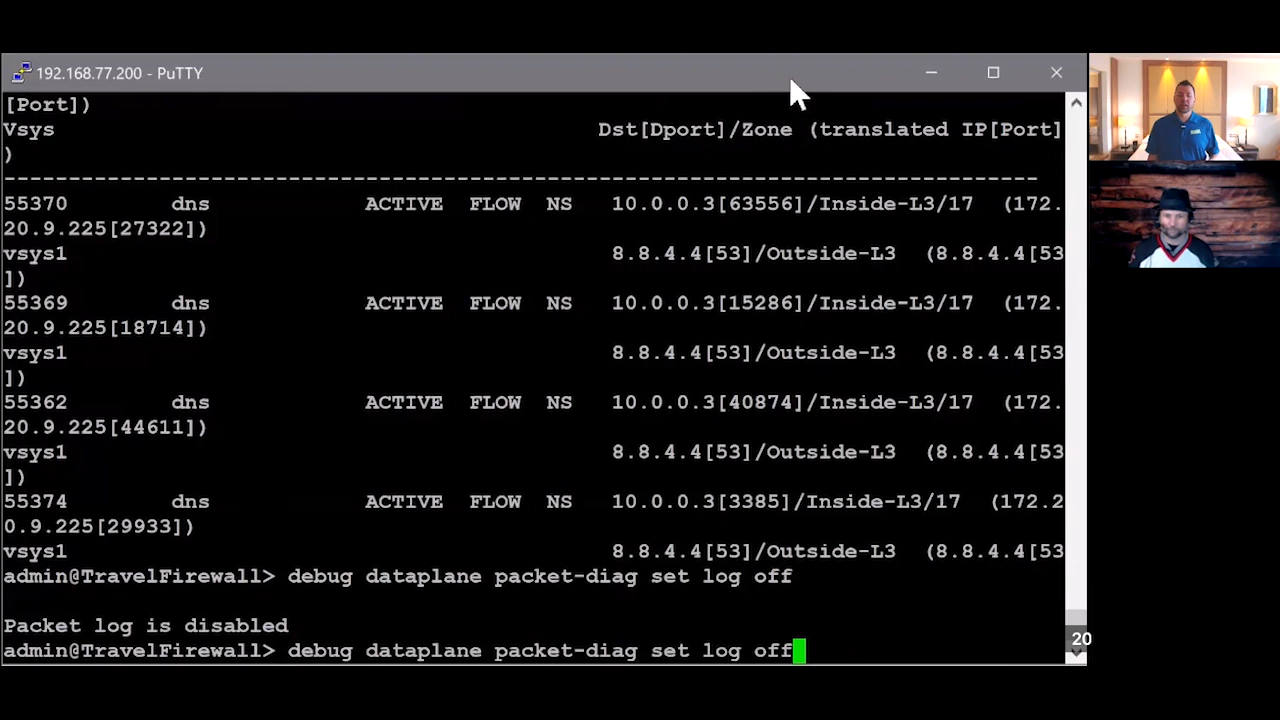 192.168.77.200 - PuTTY
[Port])
Vsys Dst[Dport]/Zone (translated IP[Port]
)
--------------------------------------------------------------------------------
55370 dns ACTIVE FLOW NS 10.0.0.3[63556]/Inside-L3/17 (172.
20.9.225[27322])
vsys1 8.8.4.4[53]/Outside-L3 (8.8.4.4[53
])
55369 dns ACTIVE FLOW NS 10.0.0.3[15286]/Inside-L3/17 (172.
20.9.225[18714])
vsys1 8.8.4.4[53]/Outside-L3 (8.8.4.4[53
])
55362 dns ACTIVE FLOW NS 10.0.0.3[40874]/Inside-L3/17 (172.
20.9.225[44611])
vsys1 8.8.4.4[53]/Outside-L3 (8.8.4.4[53
])
55374 dns ACTIVE FLOW NS 10.0.0.3[3385]/Inside-L3/17 (172.2
0.9.225[29933])
vsys1 8.8.4.4[53]/Outside-L3 (8.8.4.4[53
admin@TravelFirewall> debug dataplane packet-diag set log off
Packet log is disabled
admin@TravelFirewall> debug dataplane packet-diag set log off
20